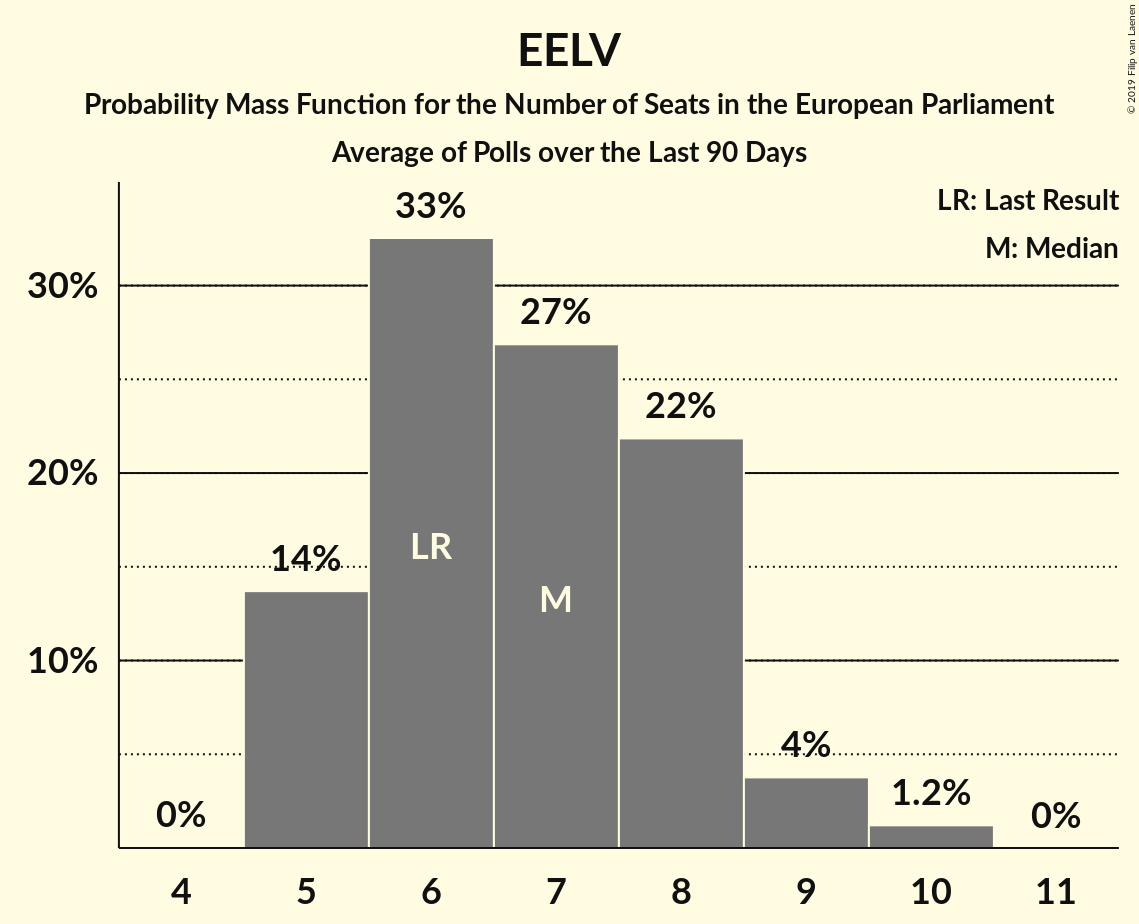 EELV
Probability Mass Function for the Number of Seats in the European Parliament
Average of Polls over the Last 90 Days
© 2019 Filip van Laenen
LR: Last Result
M: Median
33%
30%
27%
22%
20%
14%
LR
M
10%
4%
1.2%
0%
0%
4 5 6 7 8 9 10 11